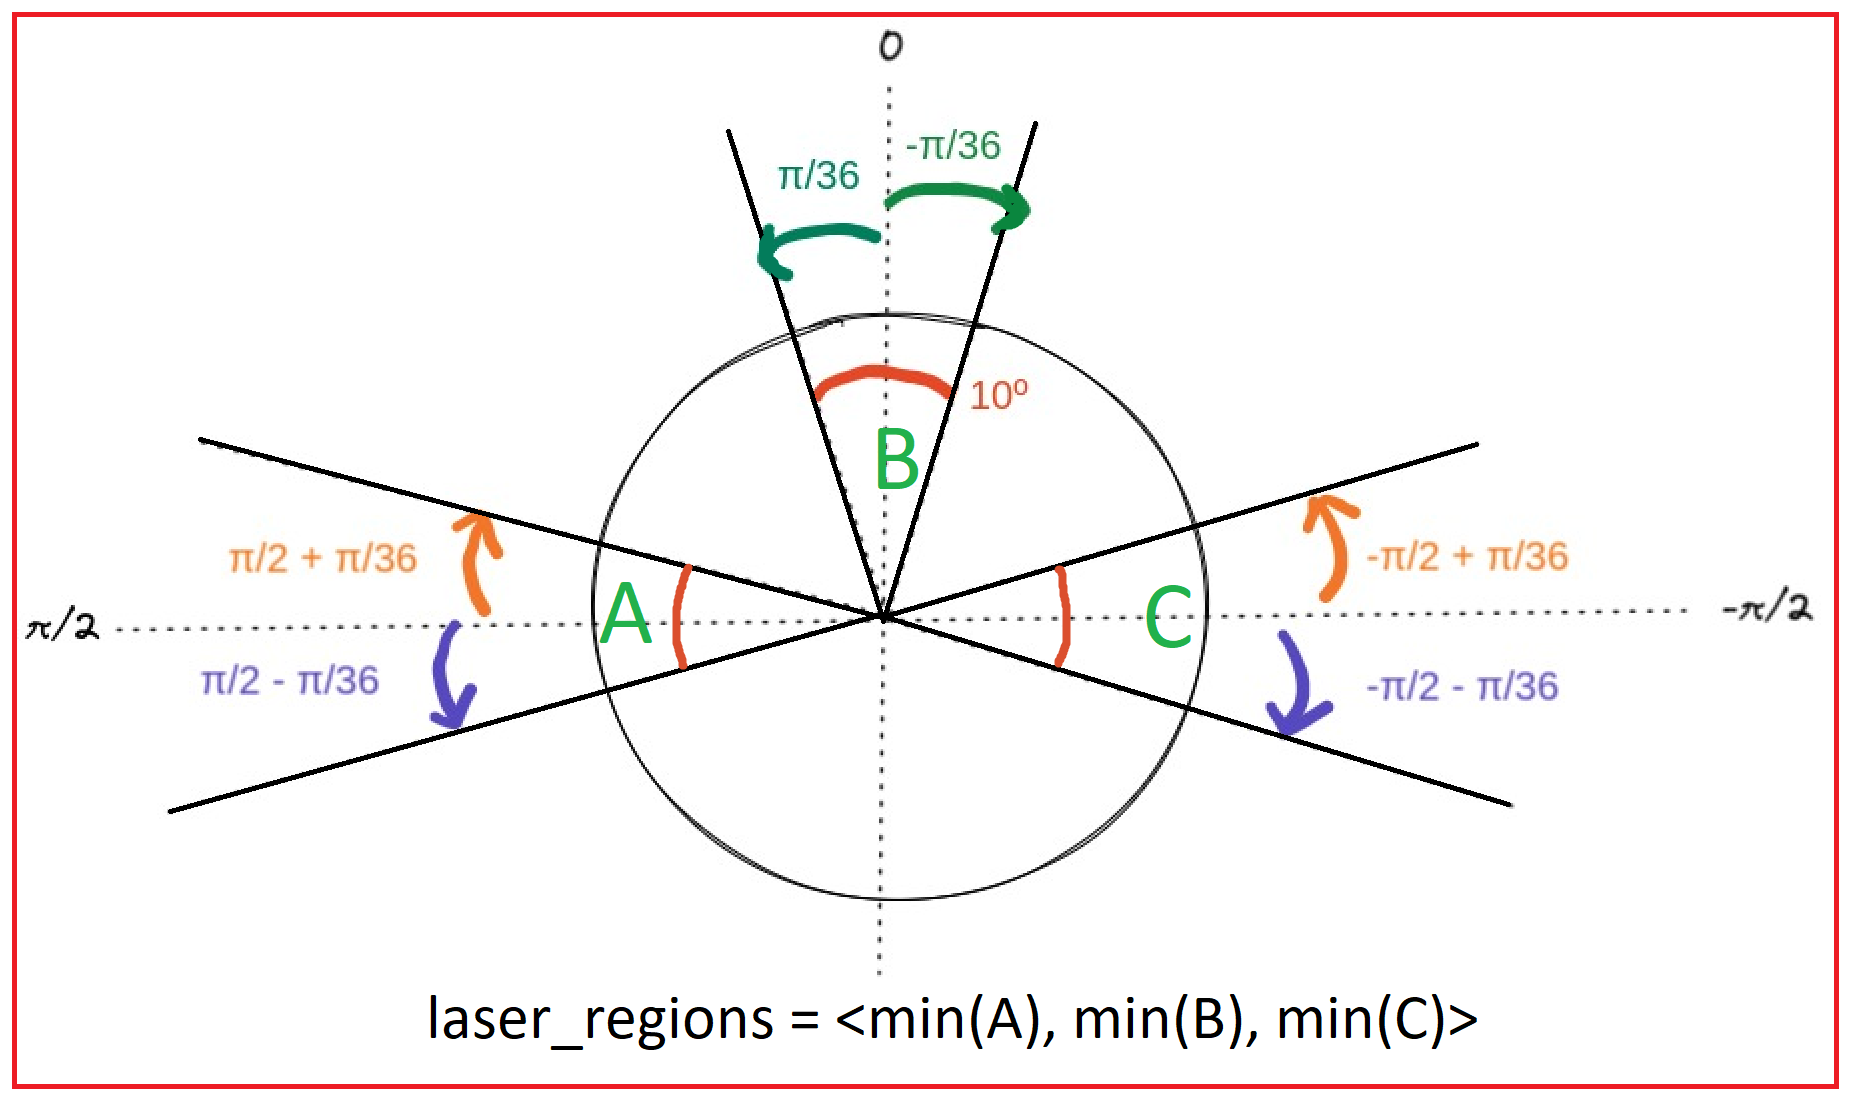 0
-π/36
π/36
10º
B
π/2 + π/36
-π/2 + π/36
A
C
π/2
-π/2
π/2 - π/36
-π/2 - π/36
laser_regions = <min(A), min(B), min(C)>